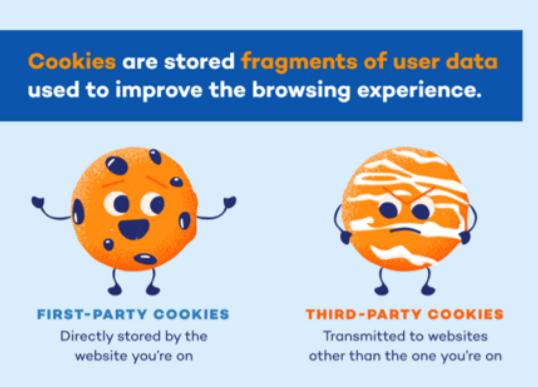 Cookies are stored fragments of user data
used to improve the browsing experience.
FIRST-PARTY COOKIES
Directly stored by the
website you're on
THIRD-PARTY COOKIES
Transmitted to websites
other than the one you're on